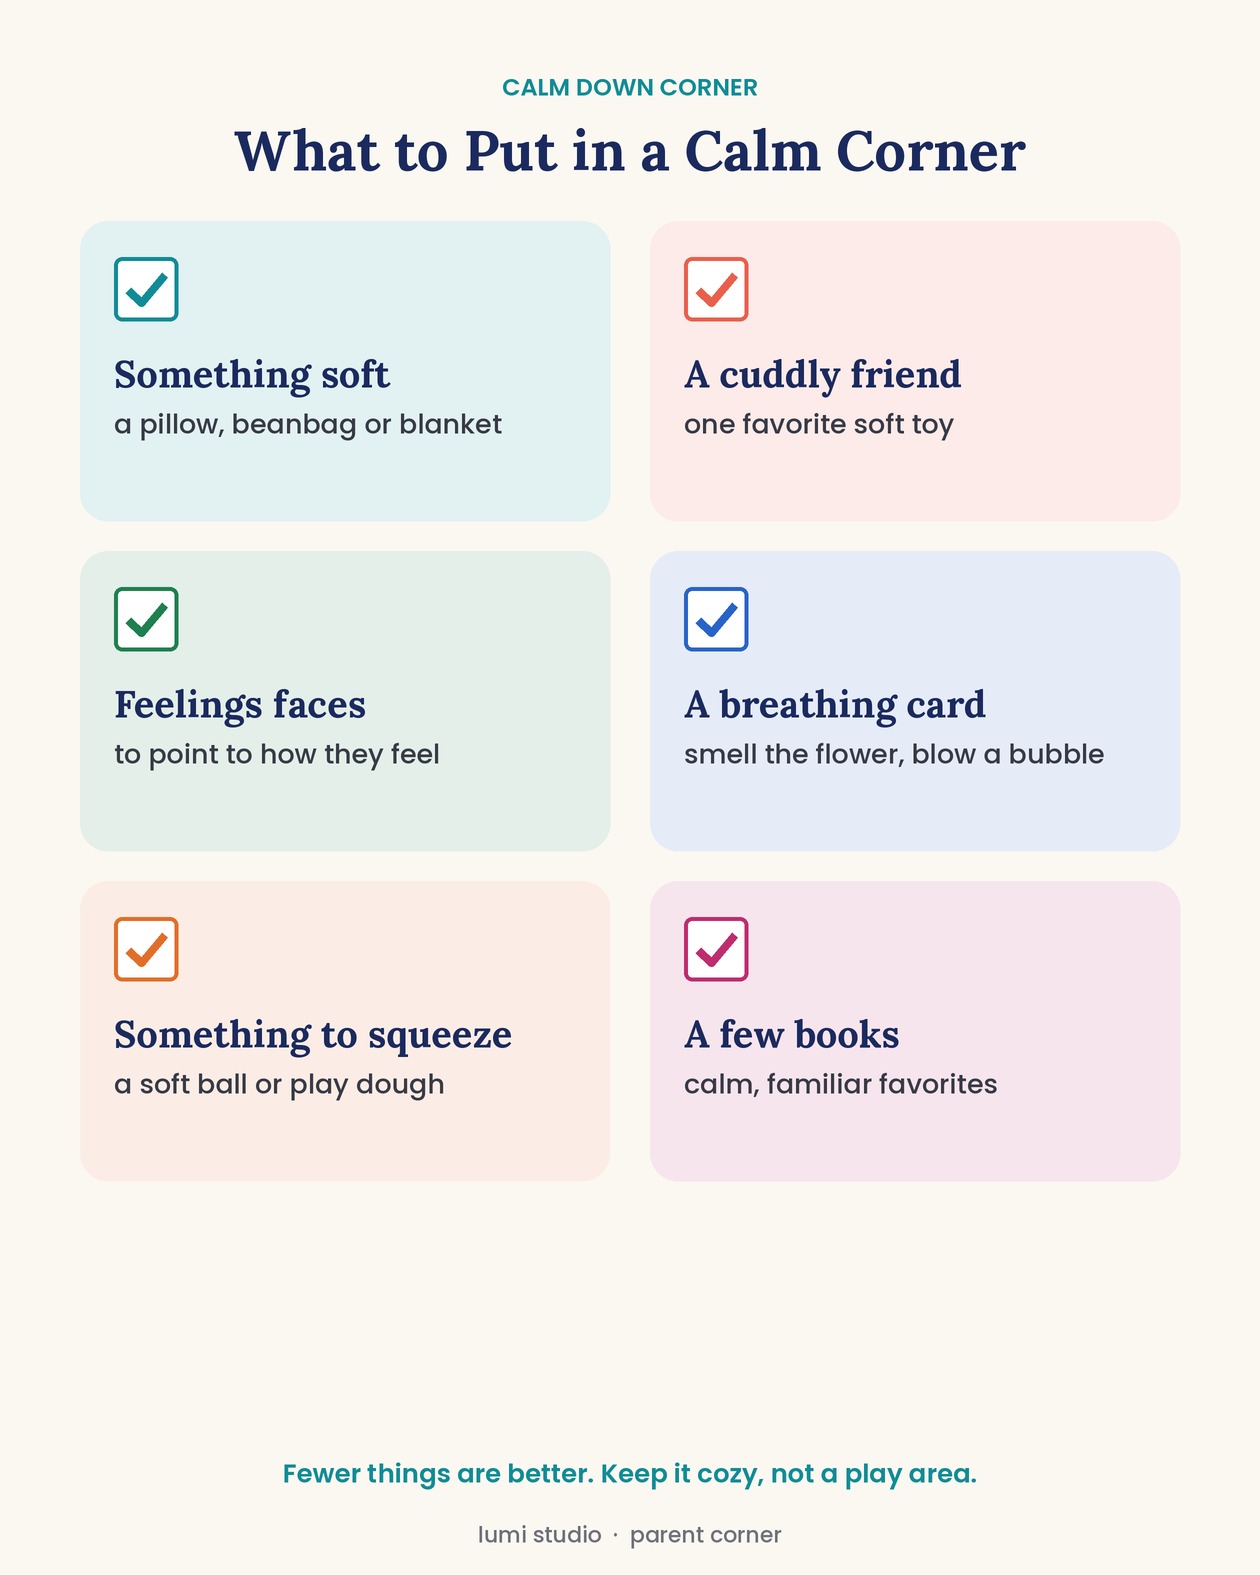 CALM DOWN CORNER
What to Put in a Calm Corner
Something soft
a pillow, beanbag or blanket
A cuddly friend
one favorite soft toy
Feelings faces
to point to how they feel
A breathing card
smell the flower, blow a bubble
Something to squeeze
a soft ball or play dough
A few books
calm, familiar favorites
Fewer things are better. Keep it cozy, not a play area.
lumi studio · parent corner